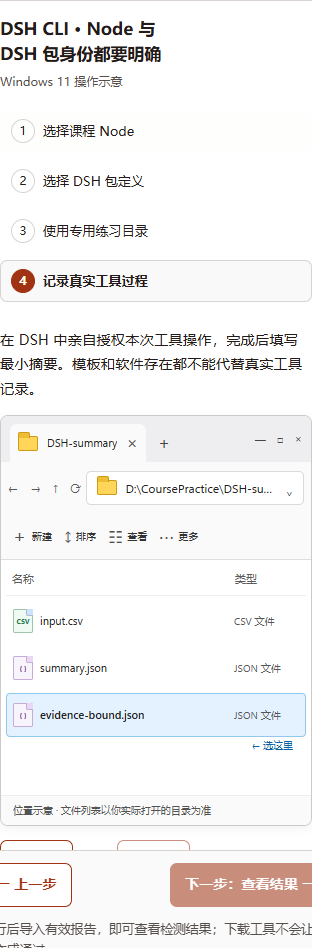 DSH CLI · Node 与
DSH 包身份都要明确
Windows 11 操作示意
1 选择课程 Node
2 选择 DSH 包定义
3 使用专用练习目录
4 记录真实工具过程
在 DSH 中亲自授权本次工具操作，完成后填写
最小摘要。模板和软件存在都不能代替真实工具
记录。
DSH-summary × +
D:\CoursePractice\DSH-su...
+ 新建 ↕ 排序 查看 ··· 更多
名称 类型
CSV input.csv CSV 文件
{} summary.json JSON 文件
{} evidence-bound.json JSON 文件
← 选这里
位置示意 · 文件列表以你实际打开的目录为准
上一步 下一步：查看结果
行后导入有效报告，即可查看检测结果；下载工具不会让